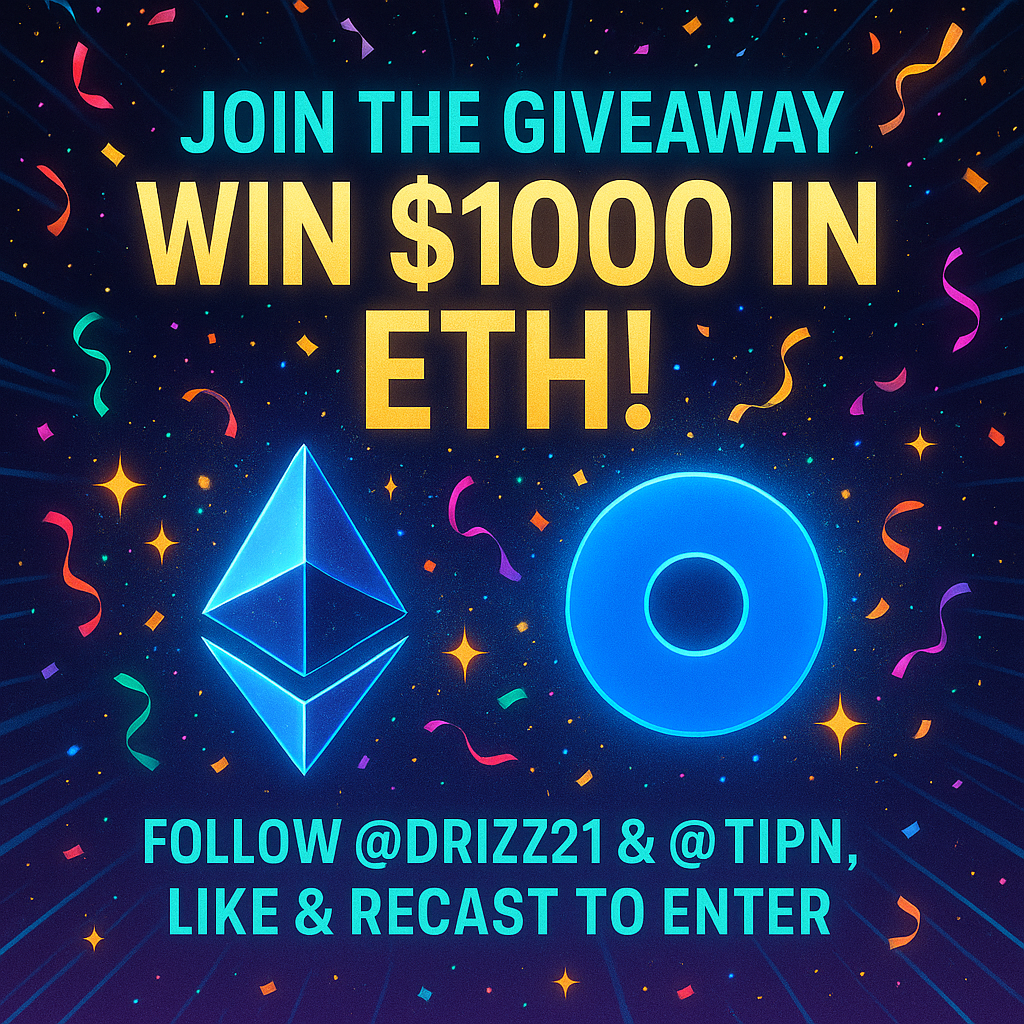 JOIN THE GIVEAWAY
WIN $1000 IN
ETH!
FOLLOW @DRIZZ21 & @TIPN,
LIKE & RECAST TO ENTER